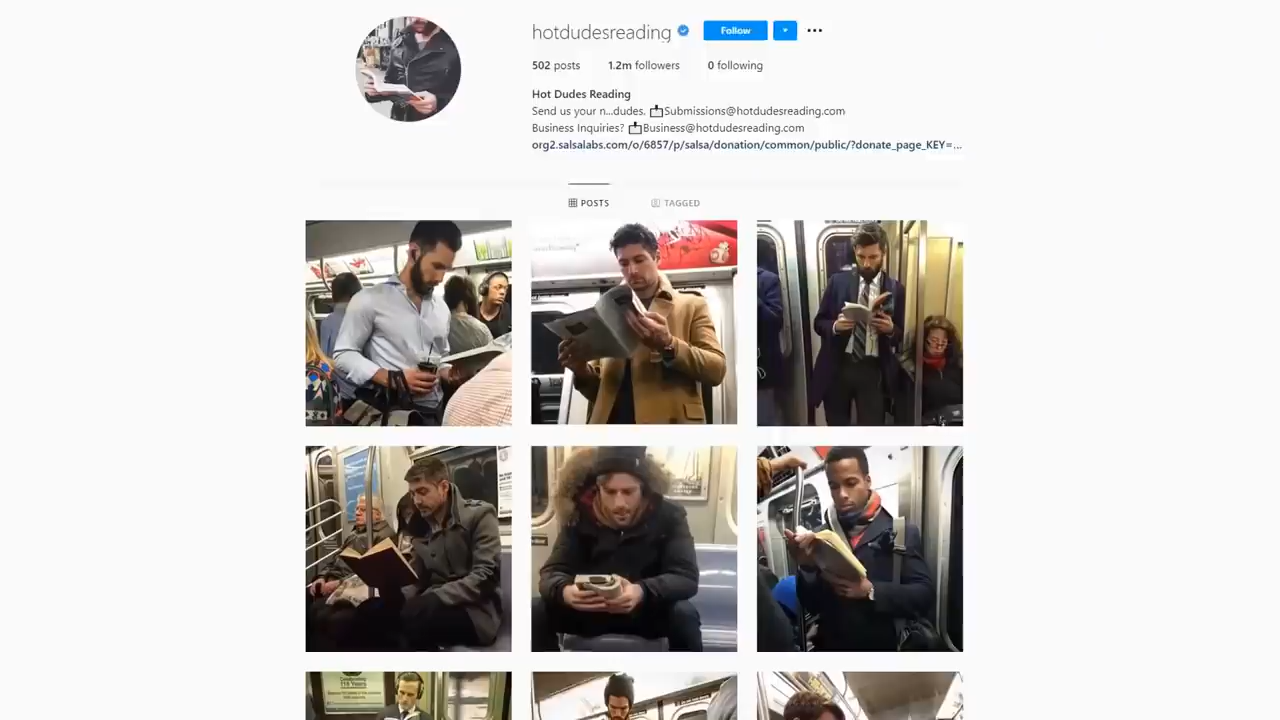 hotdudesreading
Follow
502 posts 1.2m followers 0 following
Hot Dudes Reading
Send us your n...dudes. 📩Submissions@hotdudesreading.com
Business Inquiries? 📩Business@hotdudesreading.com
org2.salsalabs.com/o/6857/p/salsa/donation/common/public/?donate_page_KEY=...
POSTS TAGGED